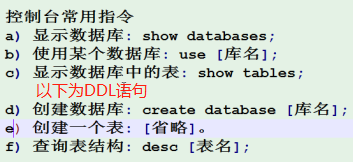 控制台常用指令
a) 显示数据库: show databases;
b) 使用某个数据库: use [库名];
c) 显示数据库中的表: show tables;
以下为DDL语句
d) 创建数据库: create database [库名];
e) 创建一个表: [省略]。
f) 查询表结构: desc [表名];